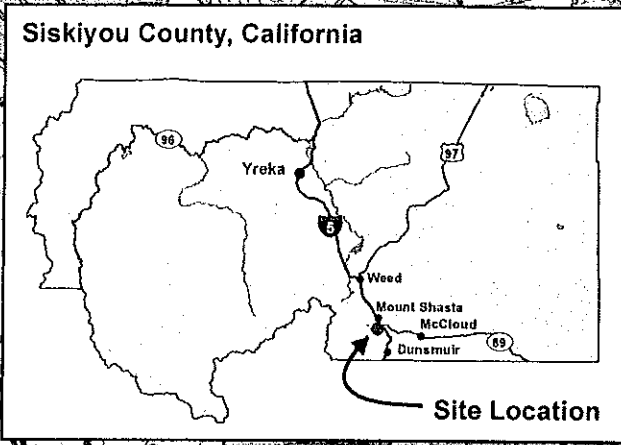 Siskiyou County, California
96
97
Yreka
5
Weed
Mount Shasta
McCloud
89
Dunsmuir
Site Location